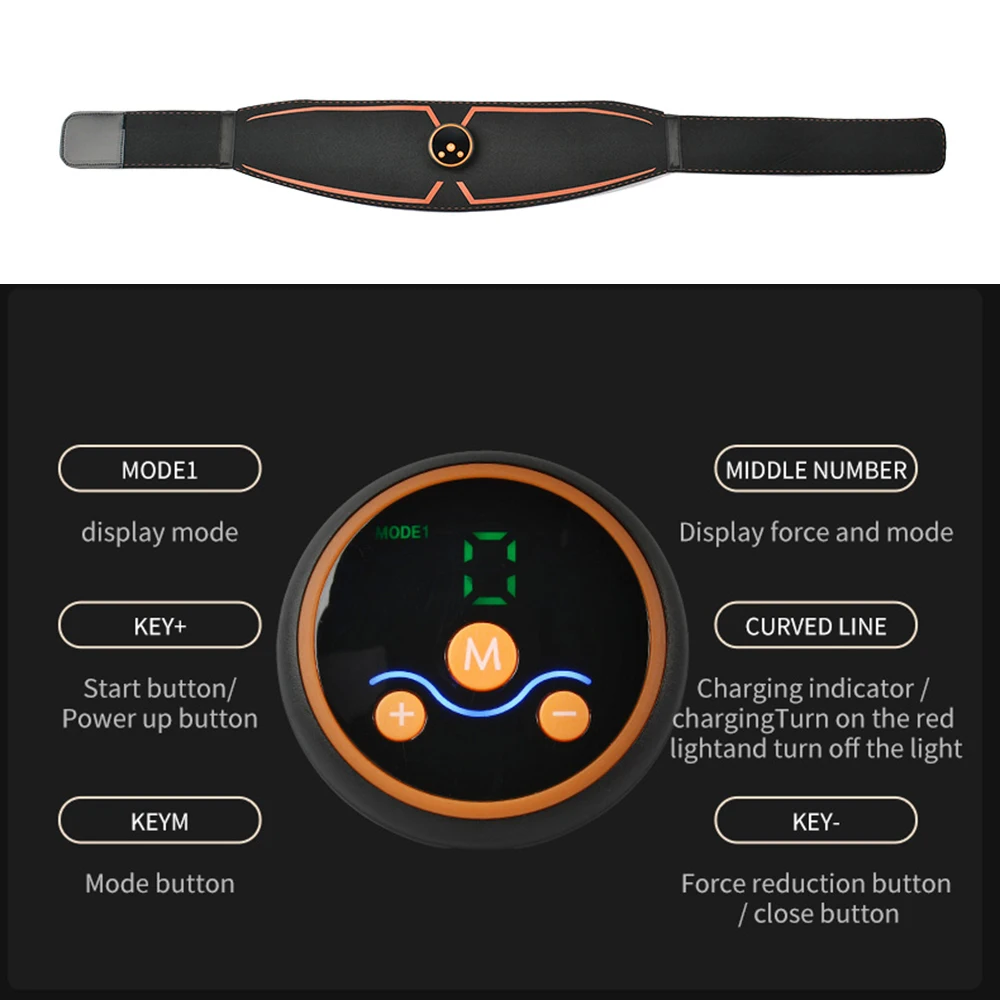 MODE1
display mode
KEY+
Start button/
Power up button
KEYM
Mode button
MODE1
0
M
+
−
MIDDLE NUMBER
Display force and mode
CURVED LINE
Charging indicator /
chargingTurn on the red
lightand turn off the light
KEY-
Force reduction button
/ close button